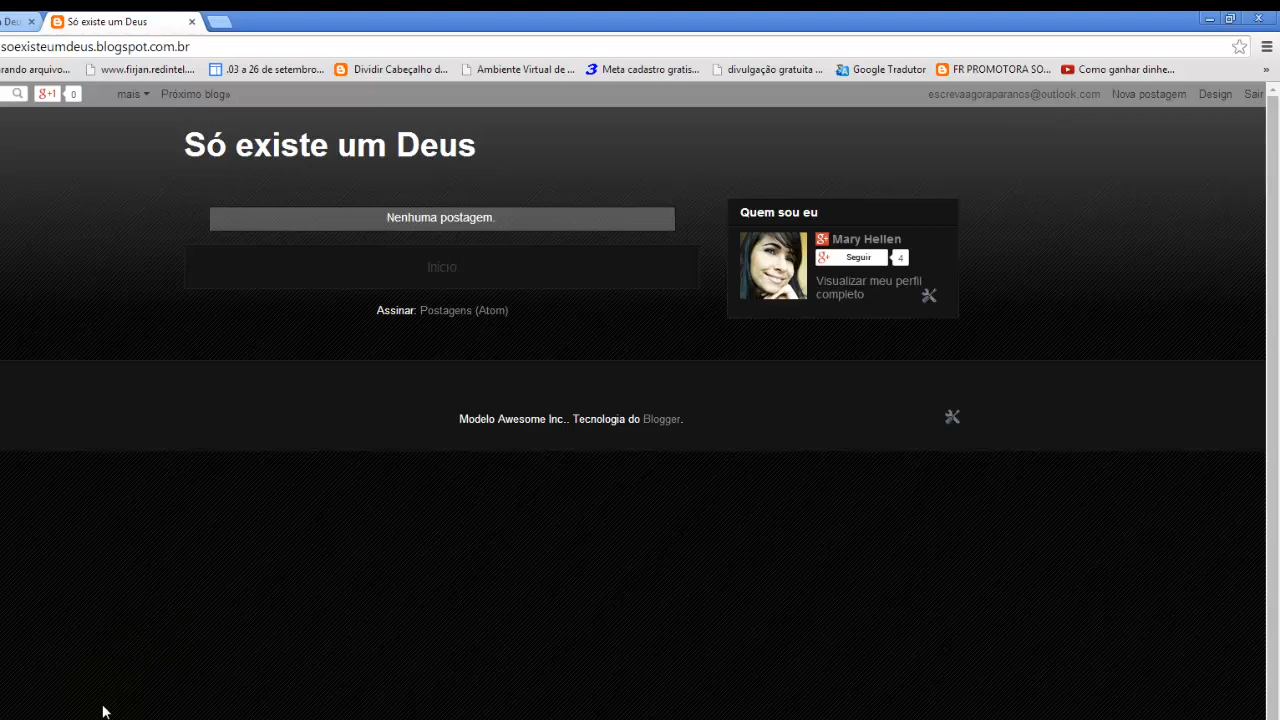 Deu
Só existe um Deus
soexisteumdeus.blogspot.com.br
rando arquivo...
www.firjan.redintel...
.03 a 26 de setembro...
Dividir Cabeçalho d...
Ambiente Virtual de ...
Meta cadastro gratis...
divulgação gratuita ...
Google Tradutor
FR PROMOTORA SO...
Como ganhar dinhe...
»
g+1 0
mais
Próximo blog»
escrevaagoraparanos@outlook.com
Nova postagem
Design
Sair
Só existe um Deus
Nenhuma postagem.
Início
Assinar: Postagens (Atom)
Quem sou eu
g+ Mary Hellen
g+ Seguir 4
Visualizar meu perfil
completo
Modelo Awesome Inc.. Tecnologia do Blogger.